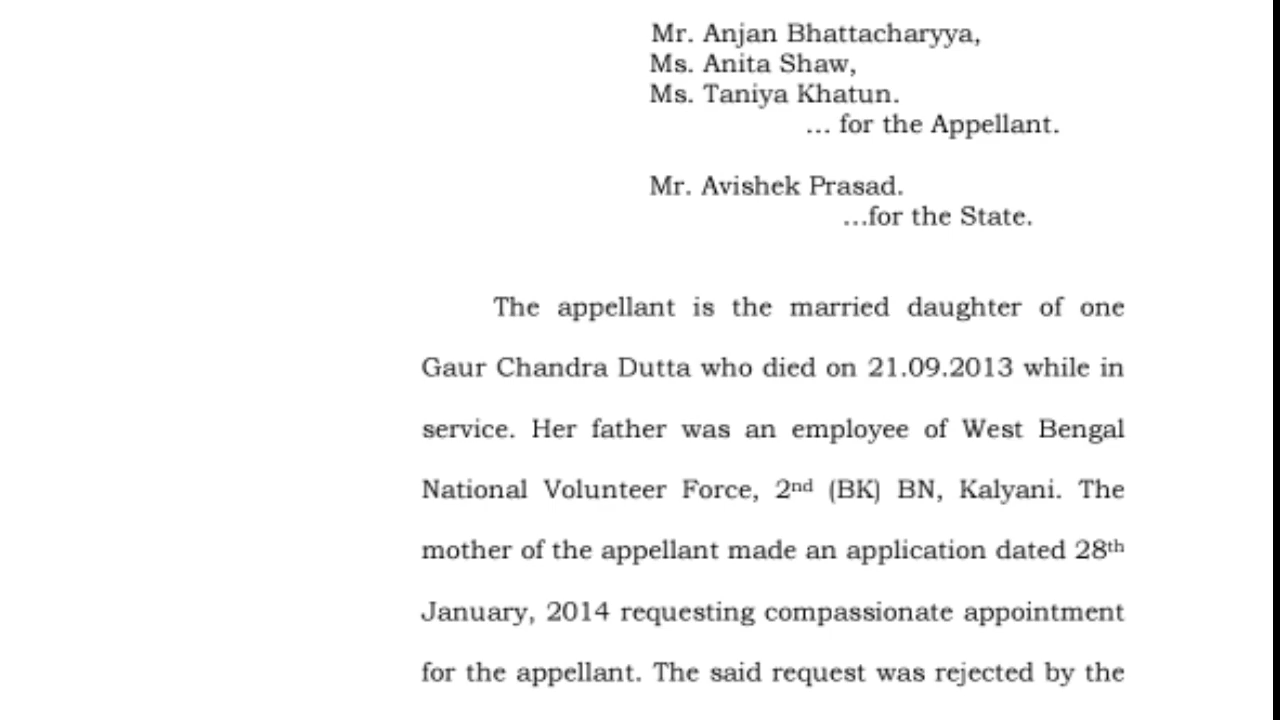 Mr. Anjan Bhattacharyya,
Ms. Anita Shaw,
Ms. Taniya Khatun.
... for the Appellant.
Mr. Avishek Prasad.
...for the State.
The appellant is the married daughter of one
Gaur Chandra Dutta who died on 21.09.2013 while in
service. Her father was an employee of West Bengal
National Volunteer Force, 2nd (BK) BN, Kalyani. The
mother of the appellant made an application dated 28th
January, 2014 requesting compassionate appointment
for the appellant. The said request was rejected by the